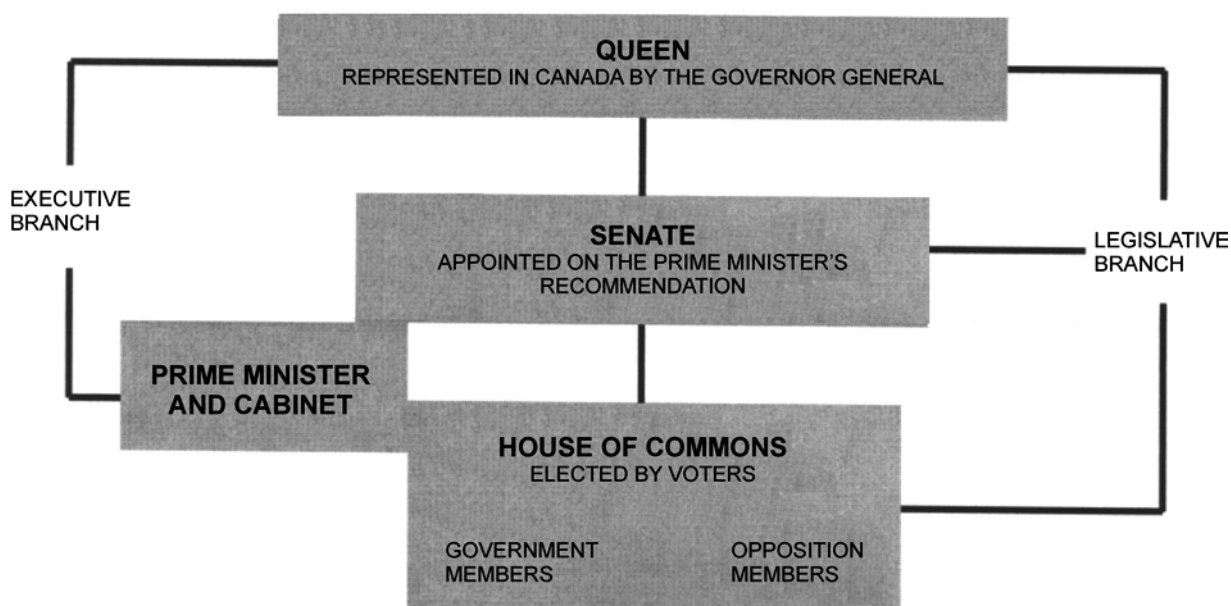 QUEEN
REPRESENTED IN CANADA BY THE GOVERNOR GENERAL
EXECUTIVE
BRANCH
SENATE
APPOINTED ON THE PRIME MINISTER'S
RECOMMENDATION
LEGISLATIVE
BRANCH
PRIME MINISTER
AND CABINET
HOUSE OF COMMONS
ELECTED BY VOTERS
GOVERNMENT
MEMBERS
OPPOSITION
MEMBERS